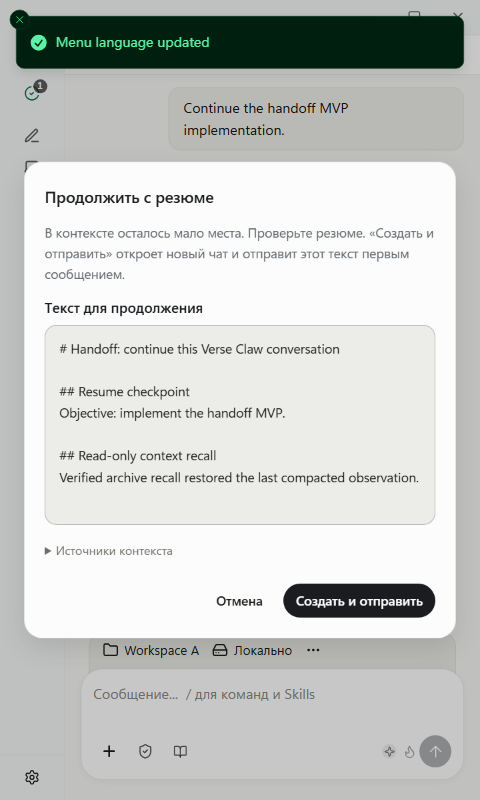 Menu language updated
1
Continue the handoff MVP
implementation.
Продолжить с резюме
В контексте осталось мало места. Проверьте резюме. «Создать и
отправить» откроет новый чат и отправит этот текст первым
сообщением.
Текст для продолжения
# Handoff: continue this Verse Claw conversation
## Resume checkpoint
Objective: implement the handoff MVP.
## Read-only context recall
Verified archive recall restored the last compacted observation.
Источники контекста
Отмена
Создать и отправить
Workspace A
Локально
Сообщение... / для команд и Skills